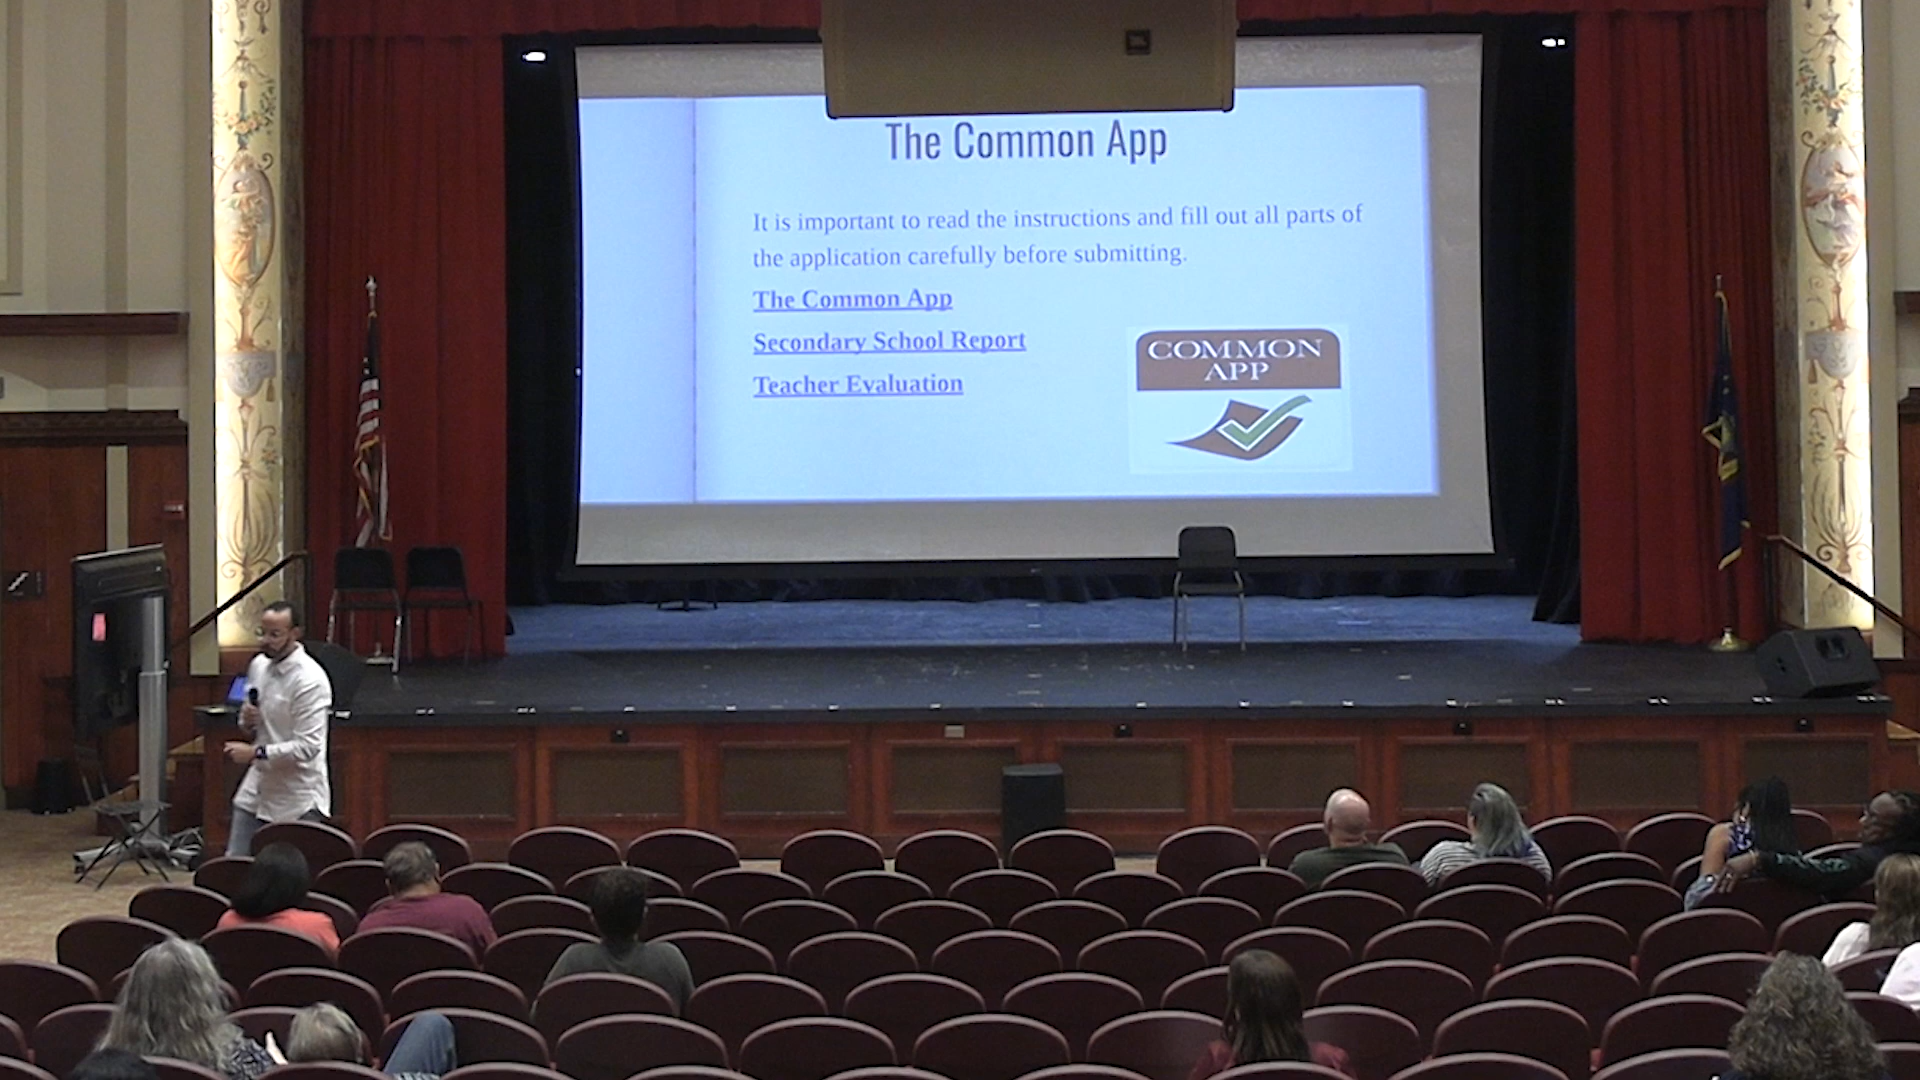 The Common App
It is important to read the instructions and fill out all parts of
the application carefully before submitting.
The Common App
Secondary School Report
Teacher Evaluation
COMMON
APP